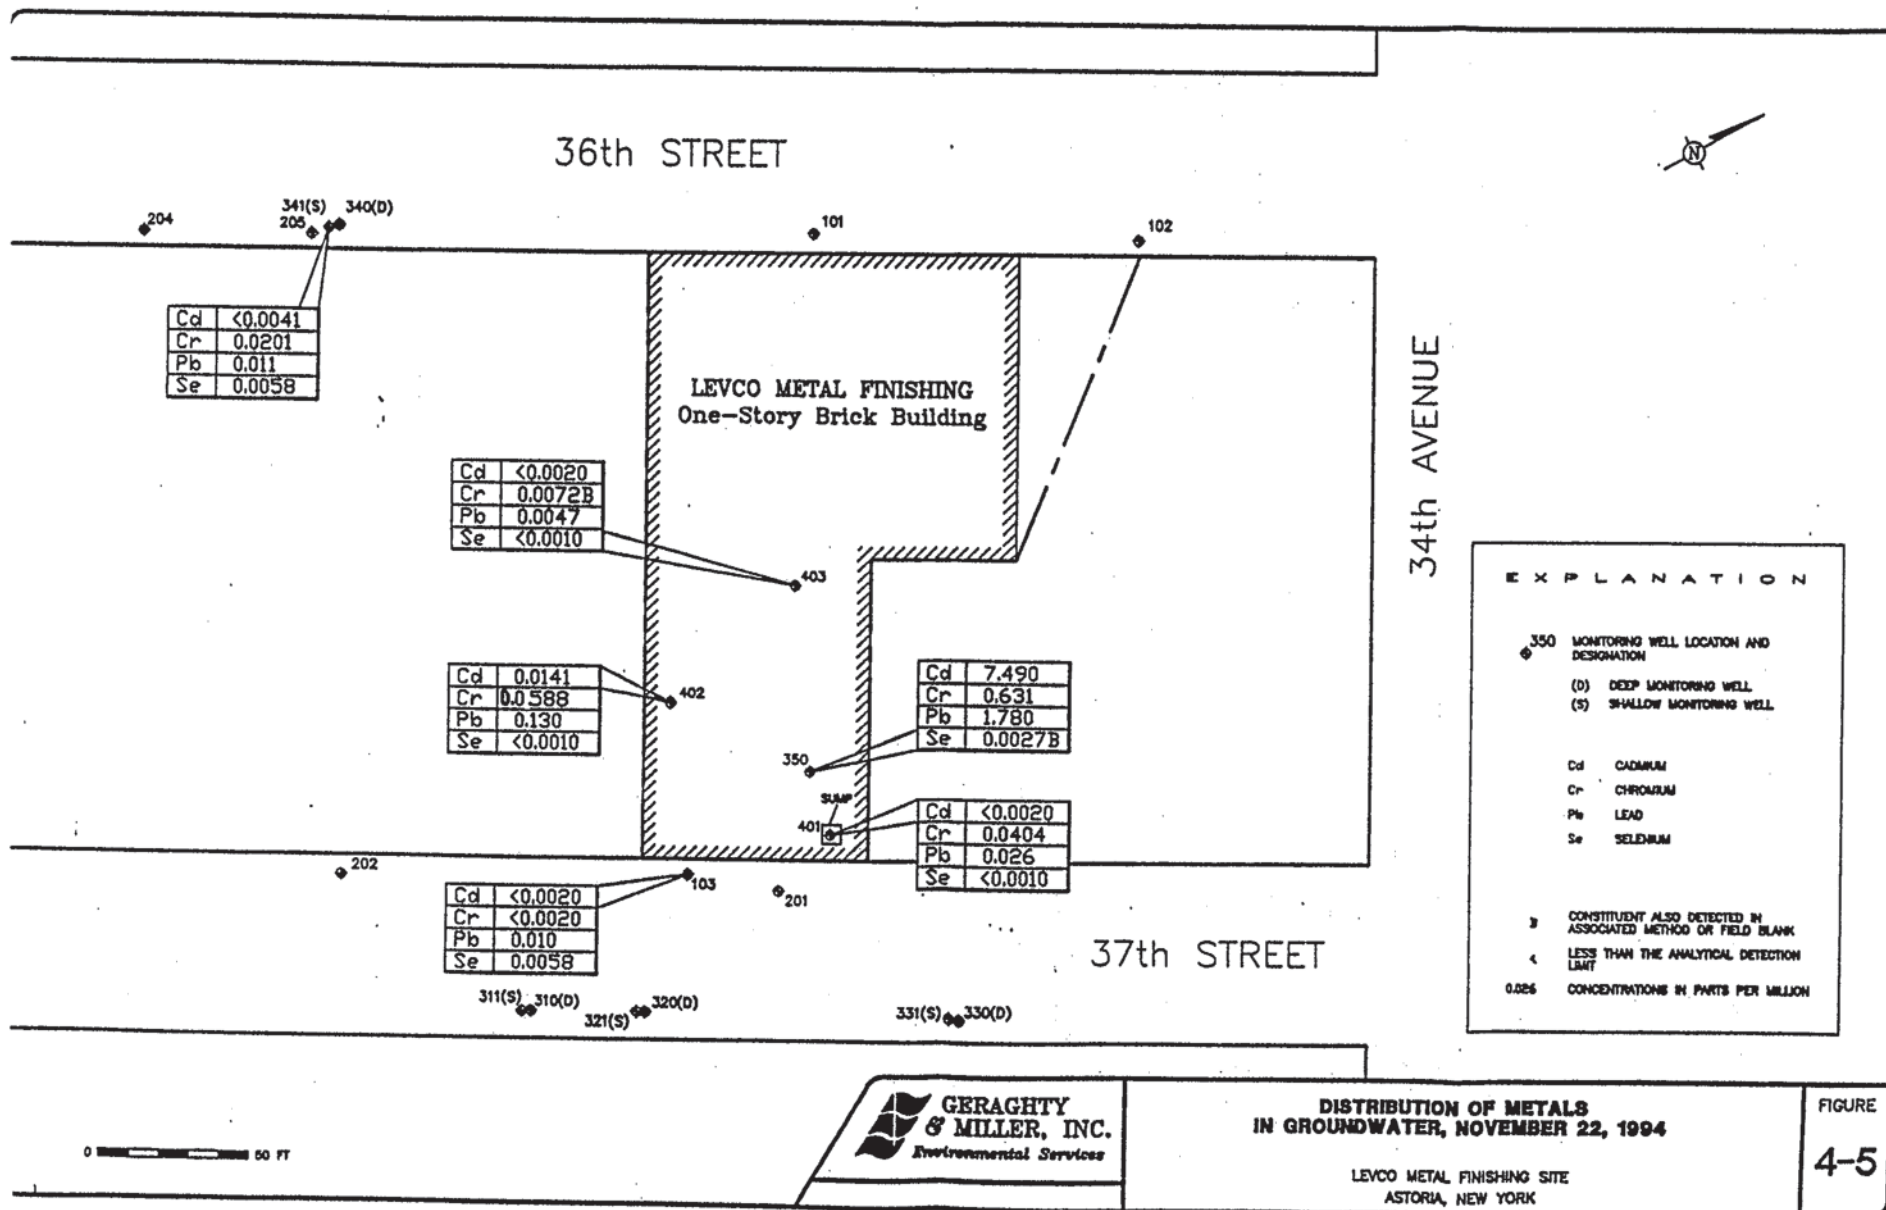 36th STREET
204
341(S)
340(D)
205
101
102
N
Cd <0.0041
Cr 0.0201
Pb 0.011
Se 0.0058
LEVCO METAL FINISHING
One-Story Brick Building
34th AVENUE
Cd <0.0020
Cr 0.0072B
Pb 0.0047
Se <0.0010
403
Cd 0.0141
Cr 0.0588
Pb 0.130
Se <0.0010
402
Cd 7.490
Cr 0.631
Pb 1.780
Se 0.0027B
350
SUMP
401
Cd <0.0020
Cr 0.0404
Pb 0.026
Se <0.0010
202
Cd <0.0020
Cr <0.0020
Pb 0.010
Se 0.0058
103
201
37th STREET
311(S)
310(D)
321(S)
320(D)
331(S)
330(D)
EXPLANATION
350 MONITORING WELL LOCATION AND
DESIGNATION
(D) DEEP MONITORING WELL
(S) SHALLOW MONITORING WELL
Cd CADMIUM
Cr CHROMIUM
Pb LEAD
Se SELENIUM
B CONSTITUENT ALSO DETECTED IN
ASSOCIATED METHOD OR FIELD BLANK
< LESS THAN THE ANALYTICAL DETECTION
LIMIT
0.026 CONCENTRATIONS IN PARTS PER MILLION
0 50 FT
GERAGHTY
& MILLER, INC.
Environmental Services
DISTRIBUTION OF METALS
IN GROUNDWATER, NOVEMBER 22, 1994
LEVCO METAL FINISHING SITE
ASTORIA, NEW YORK
FIGURE
4-5